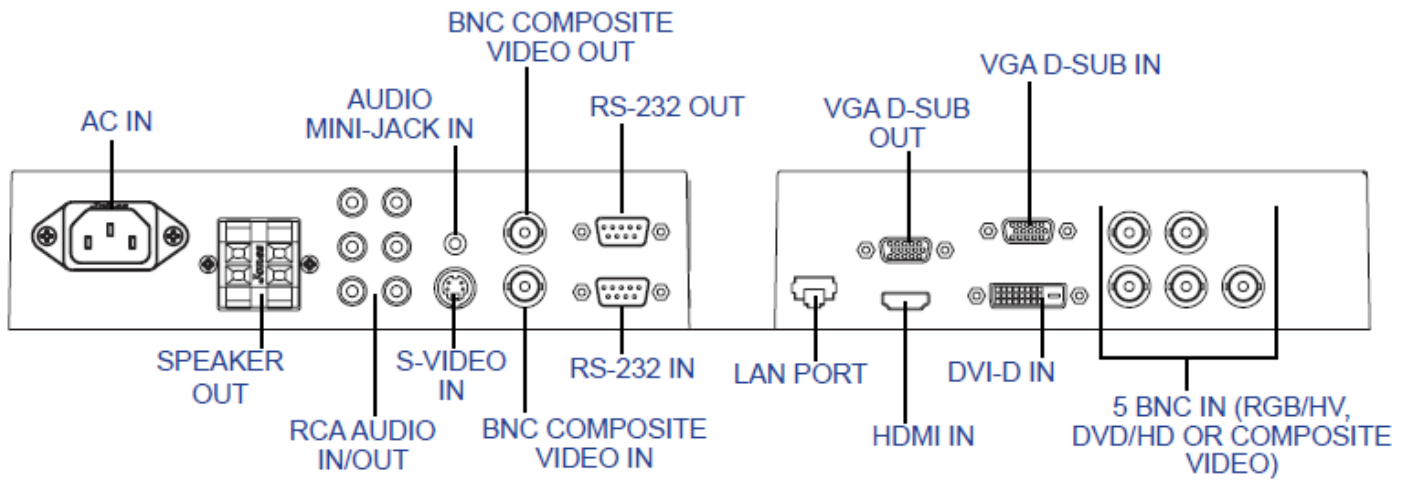 BNC COMPOSITE
VIDEO OUT
VGA D-SUB IN
AUDIO
MINI-JACK IN
RS-232 OUT
VGA D-SUB
OUT
AC IN
SPEAKER
OUT
S-VIDEO
IN
RS-232 IN
LAN PORT
DVI-D IN
RCA AUDIO
IN/OUT
BNC COMPOSITE
VIDEO IN
HDMI IN
5 BNC IN (RGB/HV,
DVD/HD OR COMPOSITE
VIDEO)